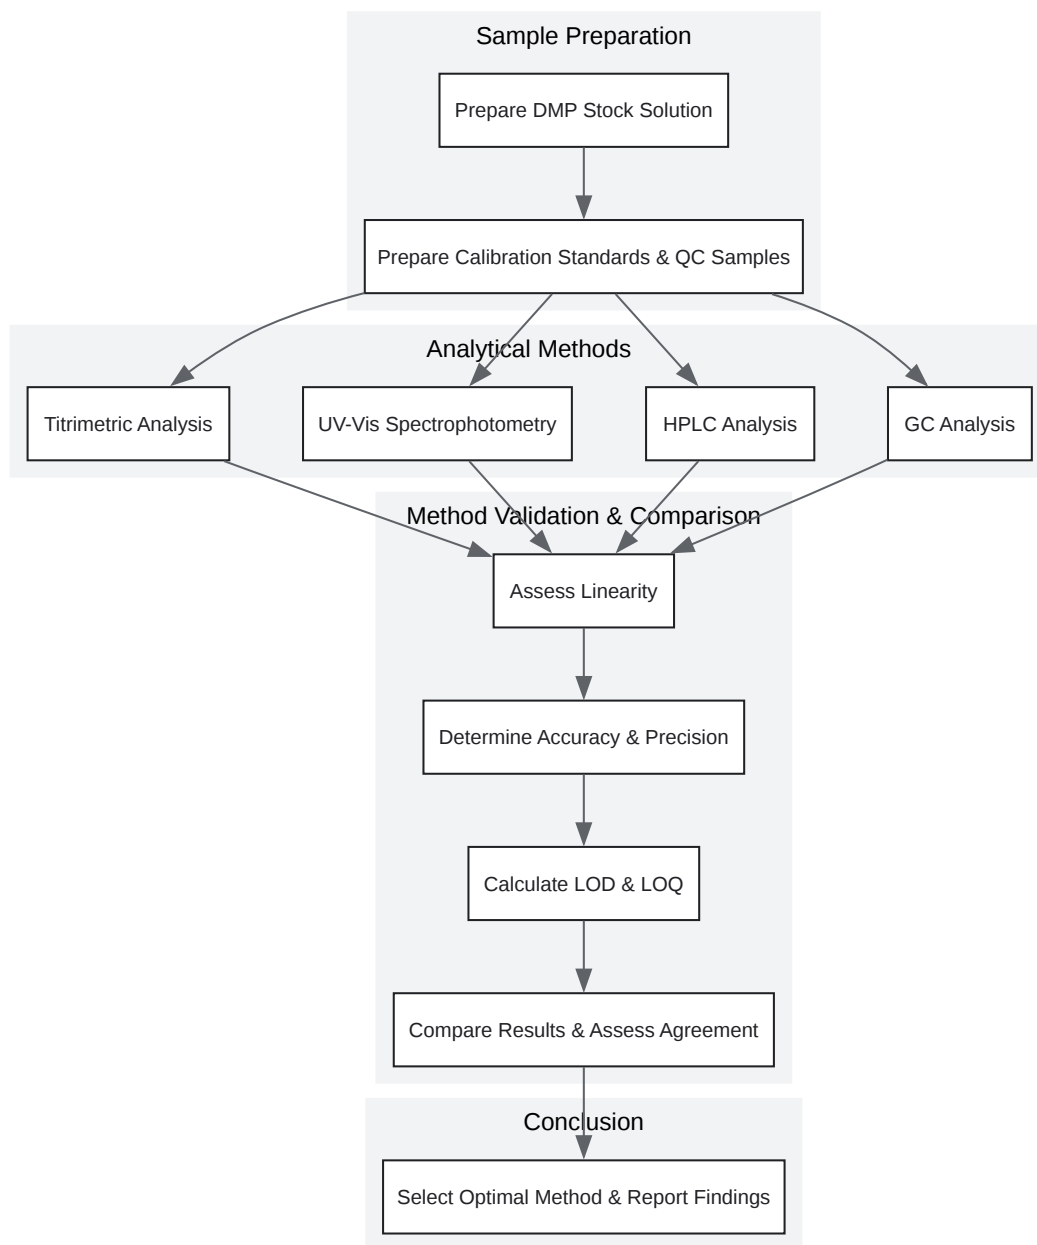 Sample Preparation
Prepare DMP Stock Solution
Prepare Calibration Standards & QC Samples
Analytical Methods
Titrimetric Analysis
UV-Vis Spectrophotometry
HPLC Analysis
GC Analysis
Method Validation & Comparison
Assess Linearity
Determine Accuracy & Precision
Calculate LOD & LOQ
Compare Results & Assess Agreement
Conclusion
Select Optimal Method & Report Findings